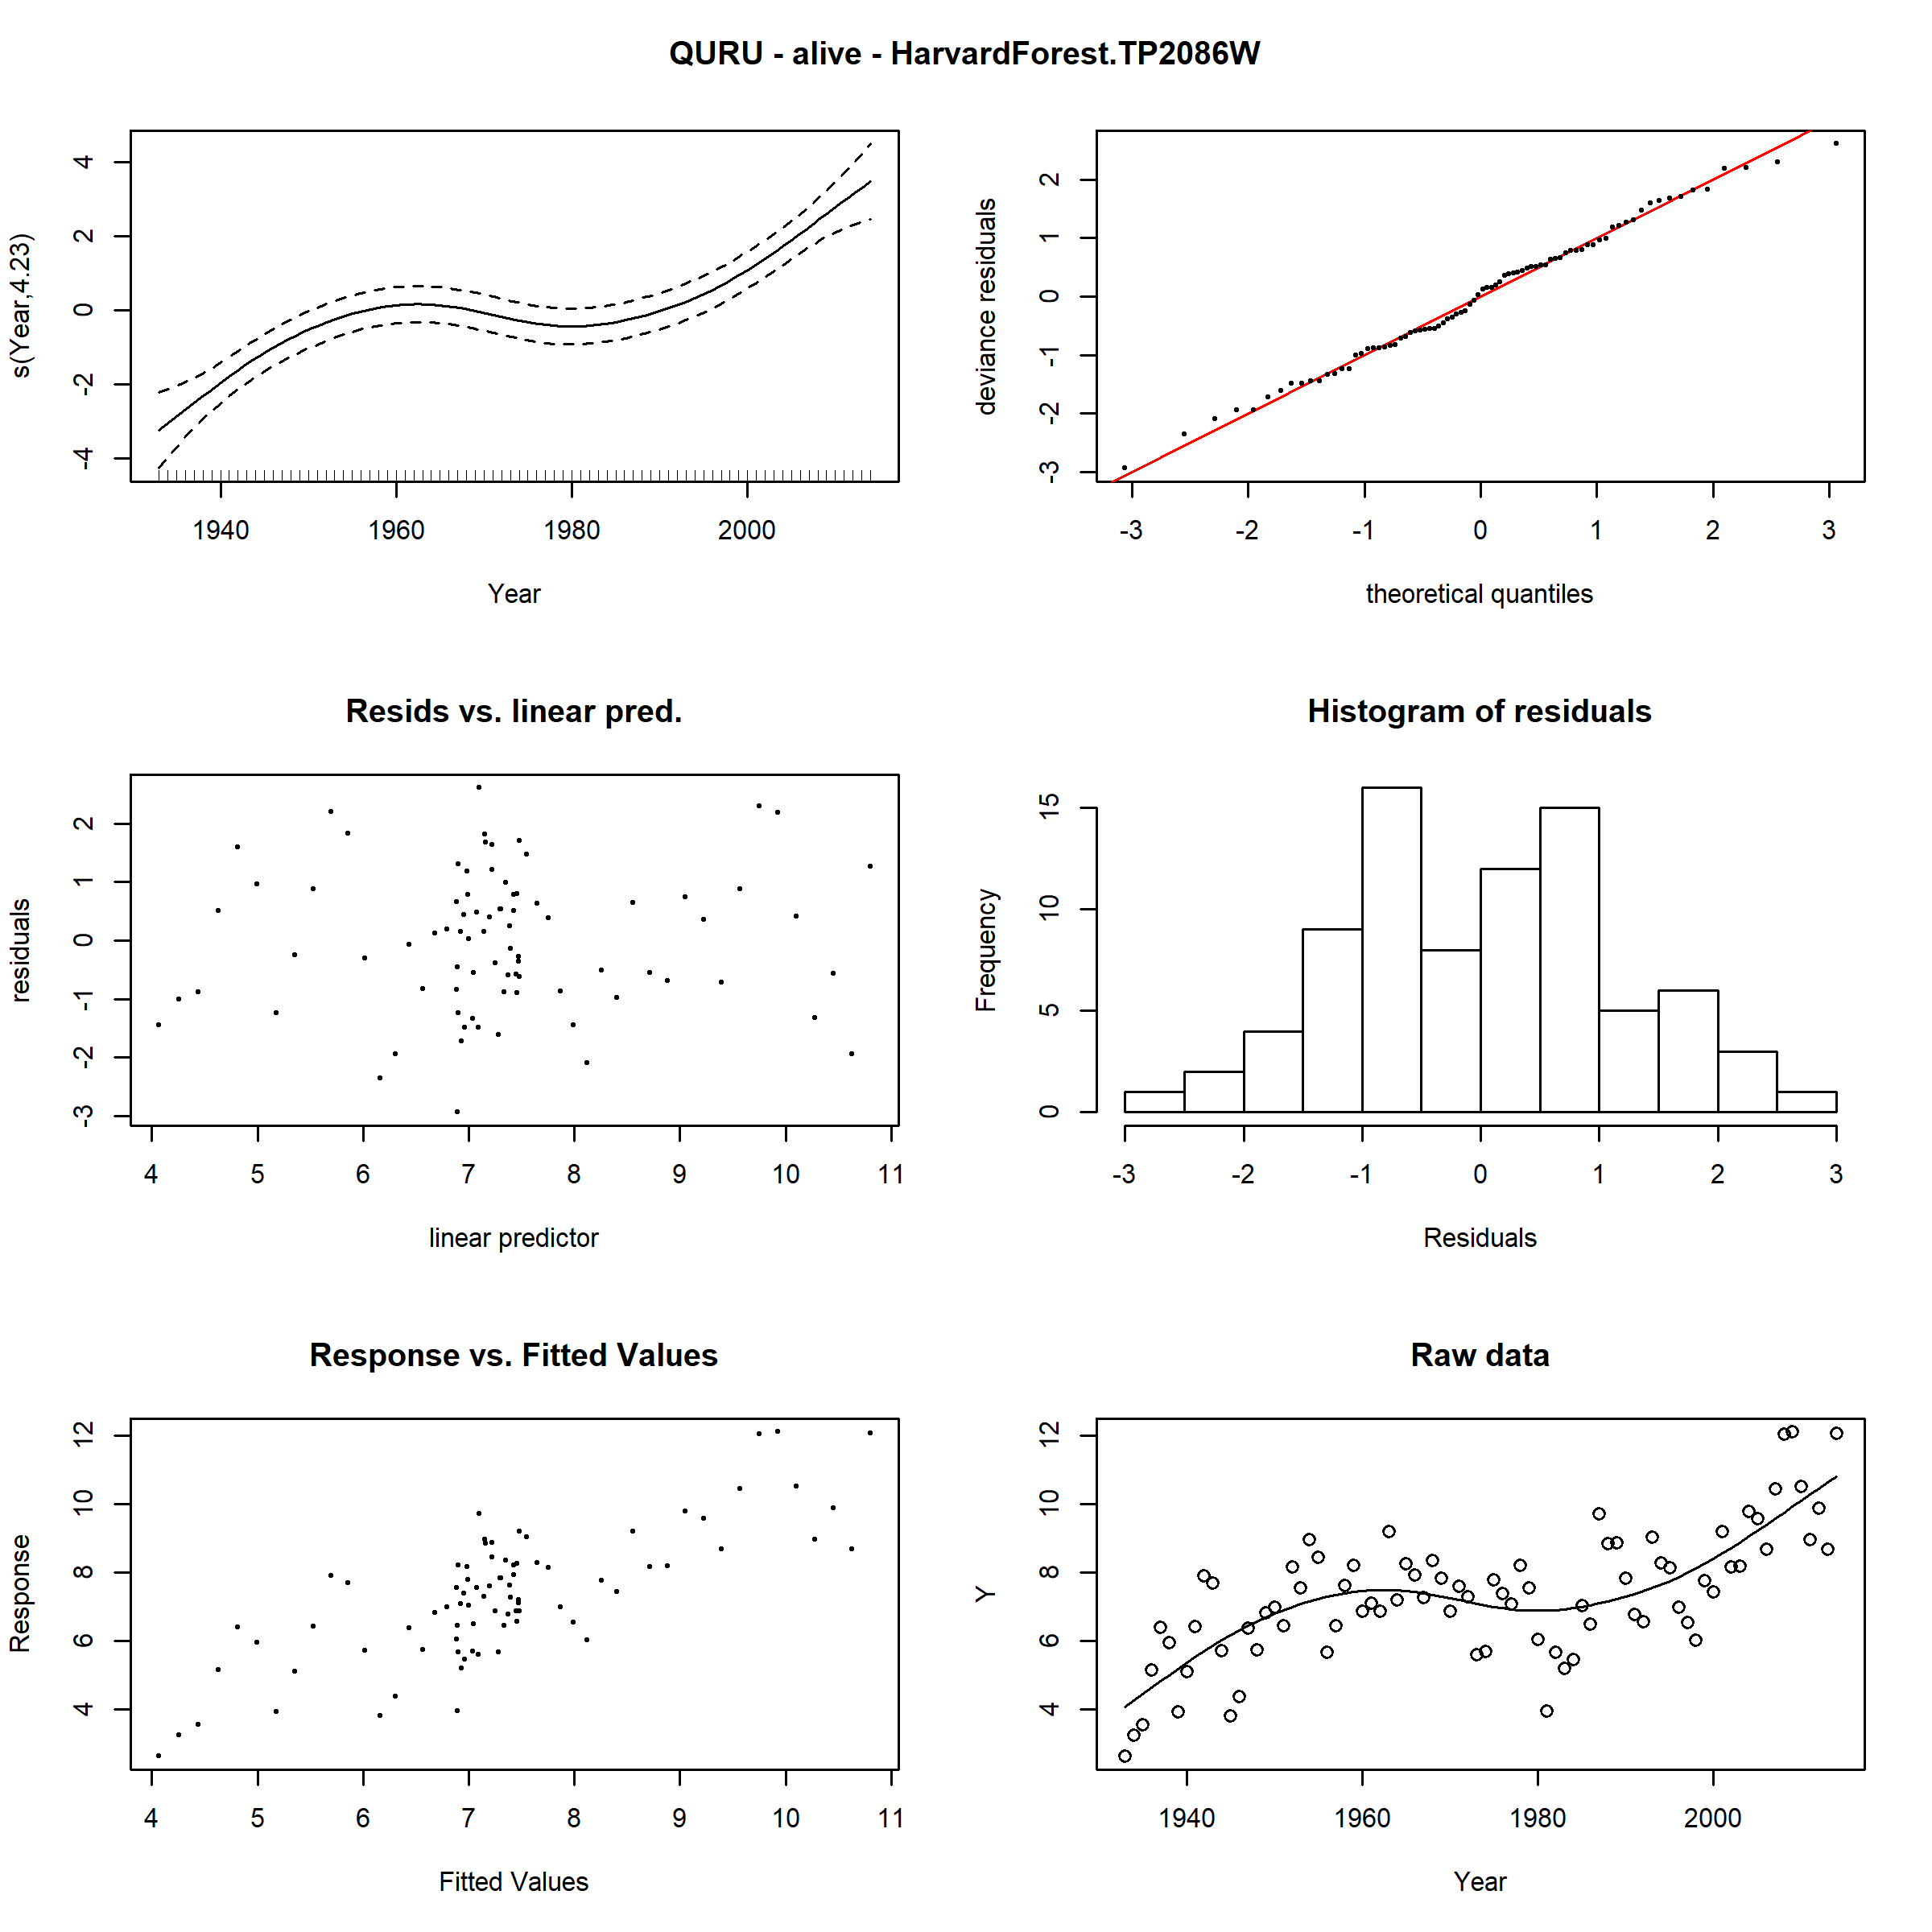 QURU - alive - HarvardForest.TP2086W
s(Year,4.23)
4
2
0
-2
-4
1940 1960 1980 2000
Year
deviance residuals
2
1
0
-1
-2
-3
-3 -2 -1 0 1 2 3
theoretical quantiles
Resids vs. linear pred.
residuals
2
1
0
-1
-2
-3
4 5 6 7 8 9 10 11
linear predictor
Histogram of residuals
Frequency
15
10
5
0
-3 -2 -1 0 1 2 3
Residuals
Response vs. Fitted Values
Response
12
10
8
6
4
4 5 6 7 8 9 10 11
Fitted Values
Raw data
Y
12
10
8
6
4
1940 1960 1980 2000
Year